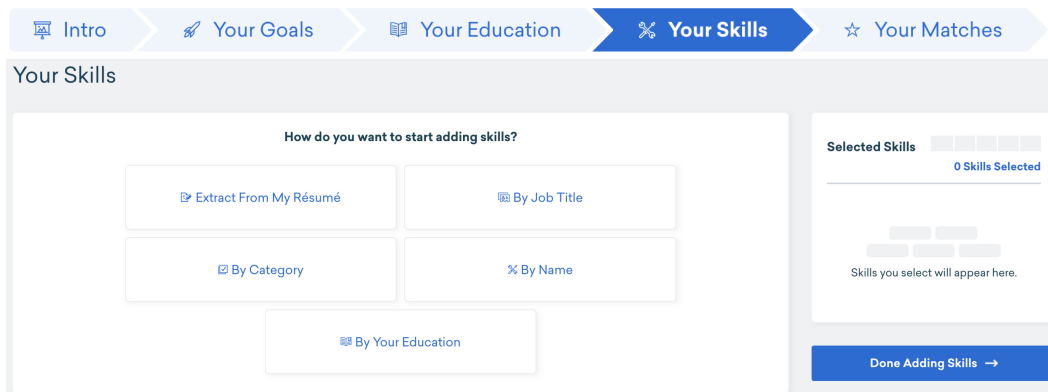 Intro
Your Goals
Your Education
Your Skills
Your Matches
Your Skills
How do you want to start adding skills?
Extract From My Résumé
By Job Title
By Category
By Name
By Your Education
Selected Skills
0 Skills Selected
Skills you select will appear here.
Done Adding Skills →